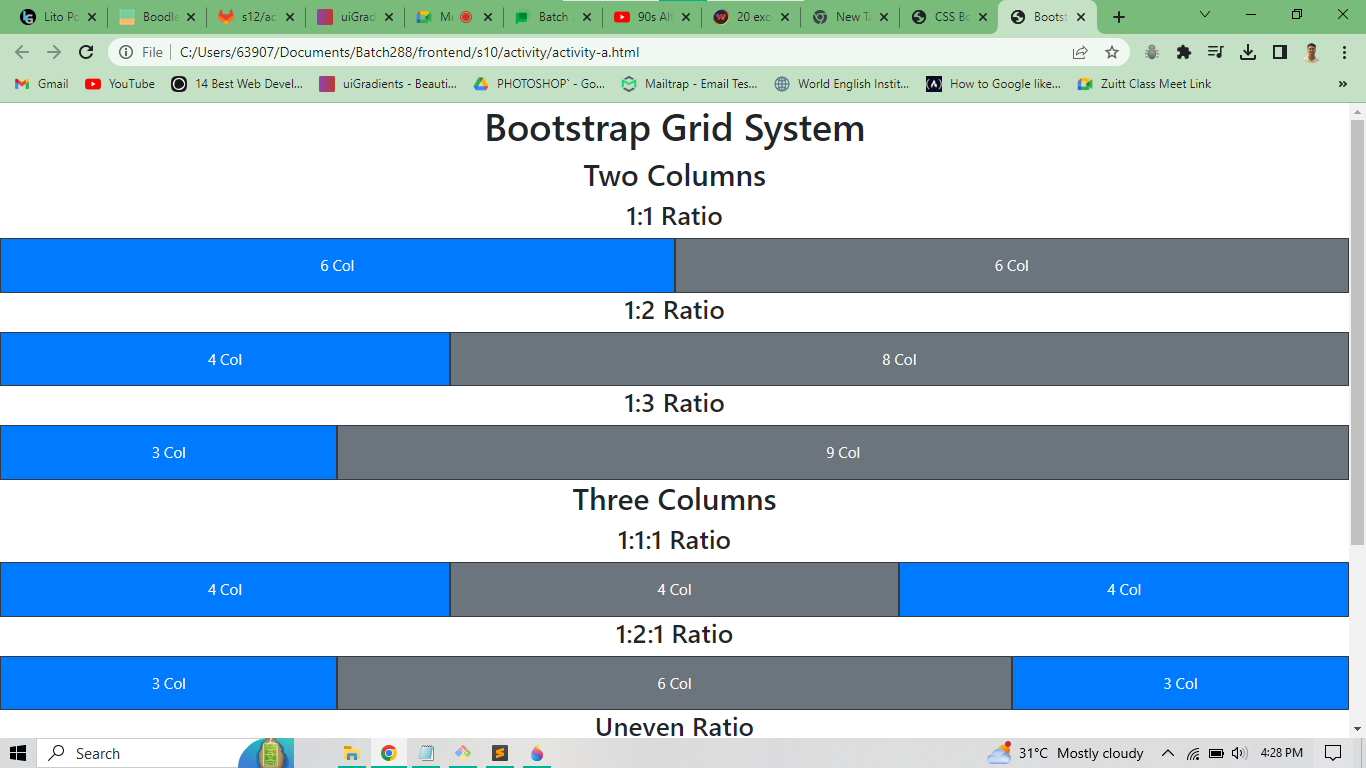 Lito Po
Boodle
s12/ac
uiGrad
Me
Batch
90s Alt
20 exc
New Ta
CSS Bo
Bootst
File
C:/Users/63907/Documents/Batch288/frontend/s10/activity/activity-a.html
Gmail
YouTube
14 Best Web Devel...
uiGradients - Beauti...
PHOTOSHOP` - Go...
Mailtrap - Email Tes...
World English Instit...
How to Google like...
Zuitt Class Meet Link
»
Bootstrap Grid System
Two Columns
1:1 Ratio
6 Col 6 Col
1:2 Ratio
4 Col 8 Col
1:3 Ratio
3 Col 9 Col
Three Columns
1:1:1 Ratio
4 Col 4 Col 4 Col
1:2:1 Ratio
3 Col 6 Col 3 Col
Uneven Ratio
Search
31°C Mostly cloudy
4:28 PM